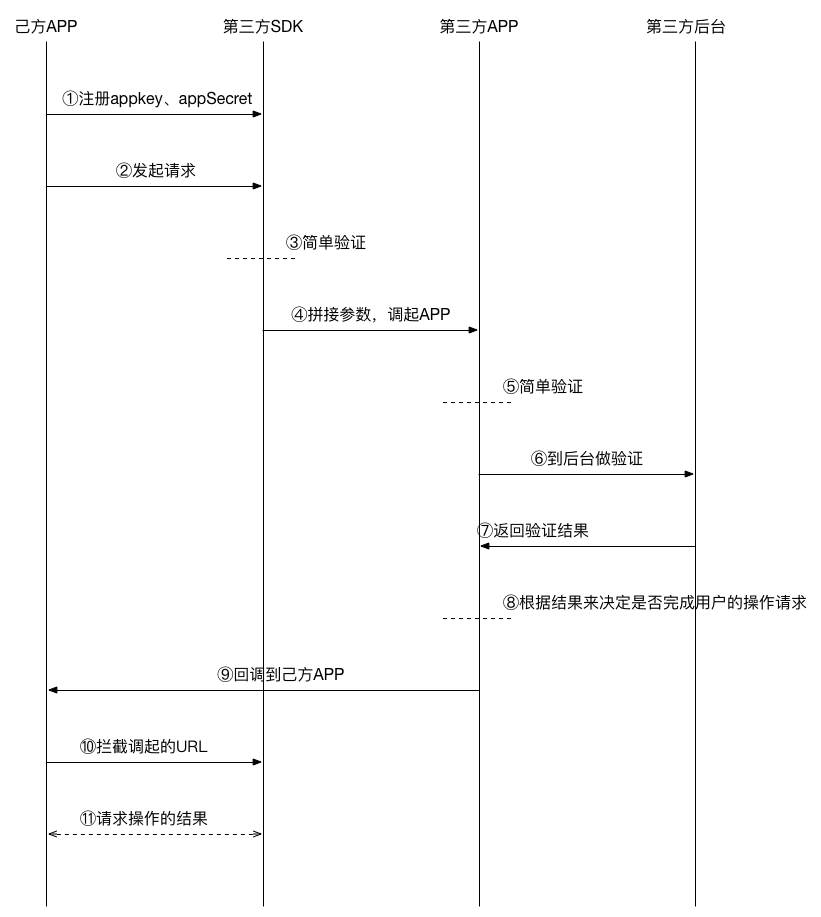 己方APP
第三方SDK
第三方APP
第三方后台
①注册appkey、appSecret
②发起请求
③简单验证
④拼接参数，调起APP
⑤简单验证
⑥到后台做验证
⑦返回验证结果
⑧根据结果来决定是否完成用户的操作请求
⑨回调到己方APP
⑩拦截调起的URL
⑪请求操作的结果